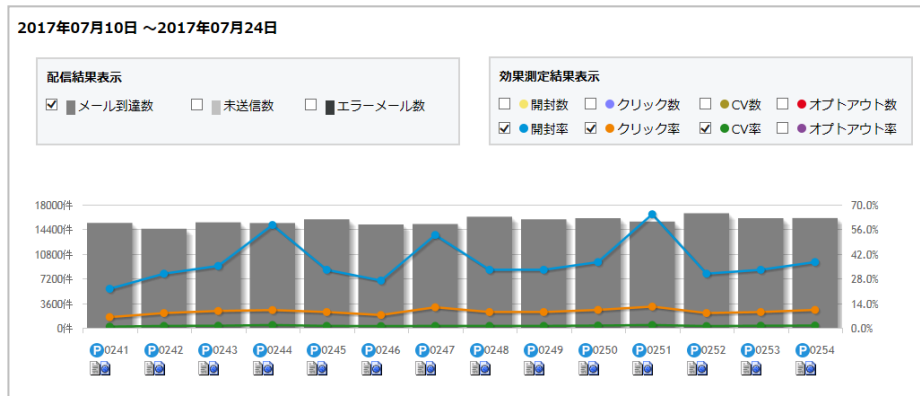 2017年07月10日 ～2017年07月24日
配信結果表示
メール到達数 未送信数 エラーメール数
効果測定結果表示
開封数 クリック数 CV数 オプトアウト数
開封率 クリック率 CV率 オプトアウト率
18000件 70.0%
14400件 56.0%
10800件 42.0%
7200件 28.0%
3600件 14.0%
0件 0.0%
P0241 P0242 P0243 P0244 P0245 P0246 P0247 P0248 P0249 P0250 P0251 P0252 P0253 P0254